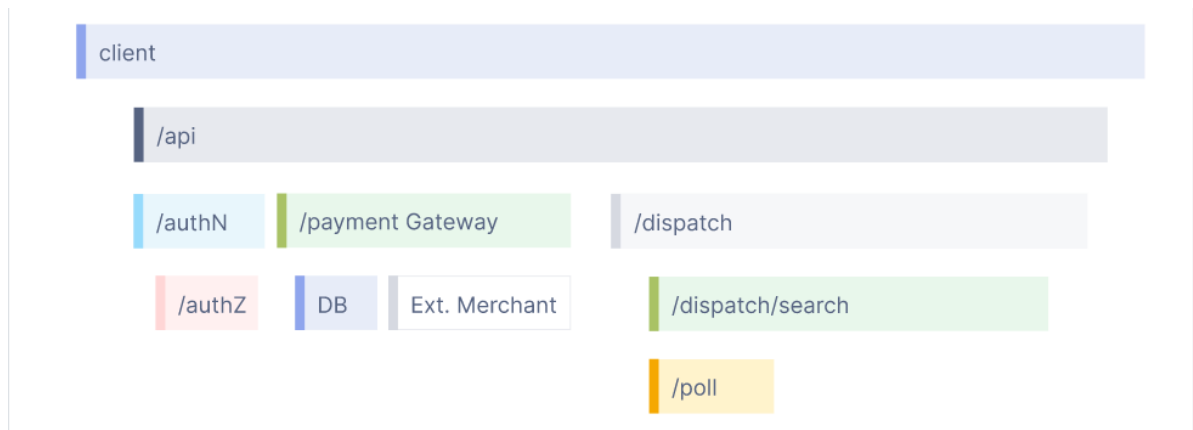 client
/api
/authN /payment Gateway /dispatch
/authZ DB Ext. Merchant /dispatch/search
/poll